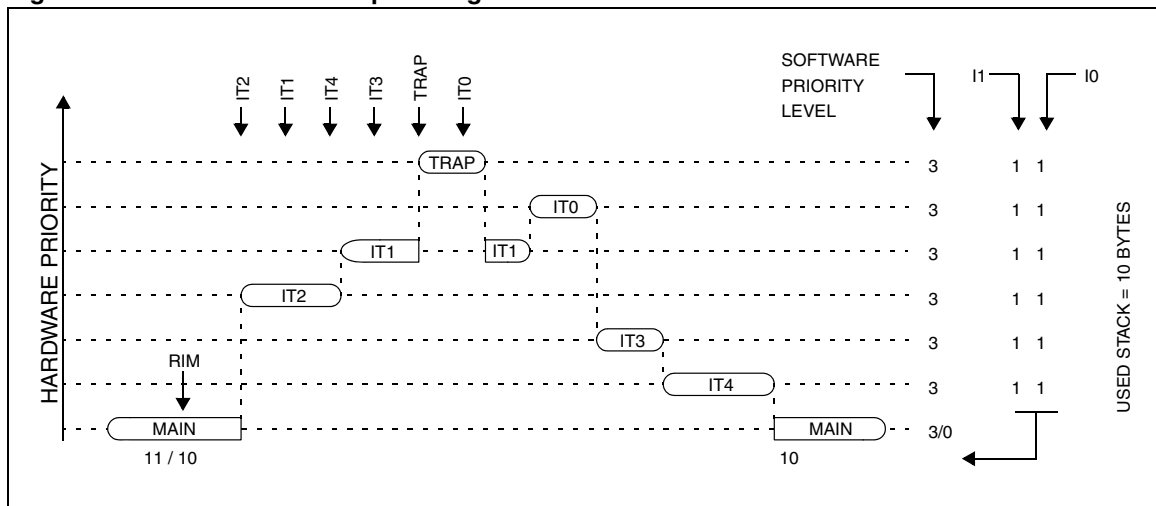 IT2
IT1
IT4
IT3
TRAP
IT0
SOFTWARE
PRIORITY
LEVEL
I1
I0
HARDWARE PRIORITY
TRAP
3
1 1
IT0
3
1 1
IT1
IT1
3
1 1
IT2
3
1 1
IT3
3
1 1
RIM
IT4
3
1 1
MAIN
MAIN
3/0
11 / 10
10
USED STACK = 10 BYTES